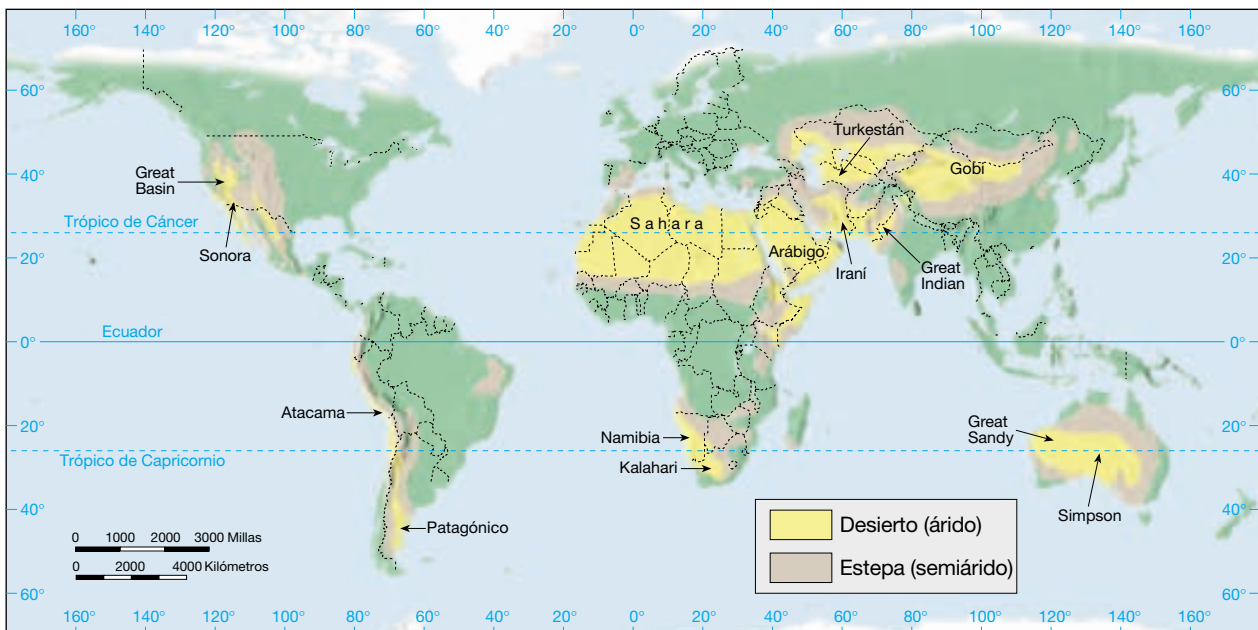 160° 140° 120° 100° 80° 60° 40° 20° 0° 20° 40° 60° 80° 100° 120° 140° 160°
60° 60°
Turkestán
Gobi
Great
Basin
40° 40°
Trópico de Cáncer
Sahara
Sonora
Arábigo
Iraní
Great
Indian
20° 20°
Ecuador
0° 0°
Atacama
20° 20°
Namibia
Great
Sandy
Trópico de Capricornio
Kalahari
Simpson
40° 40°
Patagónico
0 1000 2000 3000 Millas
0 2000 4000 Kilómetros
Desierto (árido)
Estepa (semiárido)
60° 60°
160° 140° 120° 100° 80° 60° 40° 20° 0° 20° 40° 60° 80° 100° 120° 140° 160°